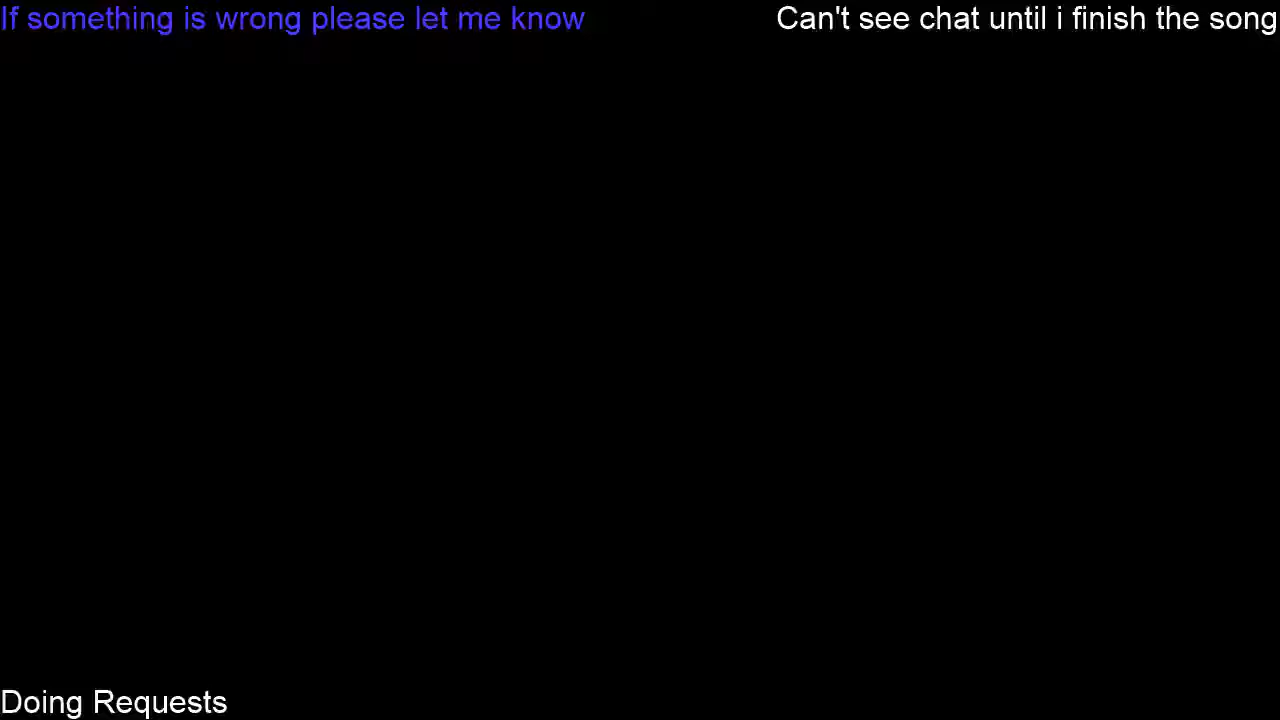 If something is wrong please let me know
Can't see chat until i finish the song
Doing Requests